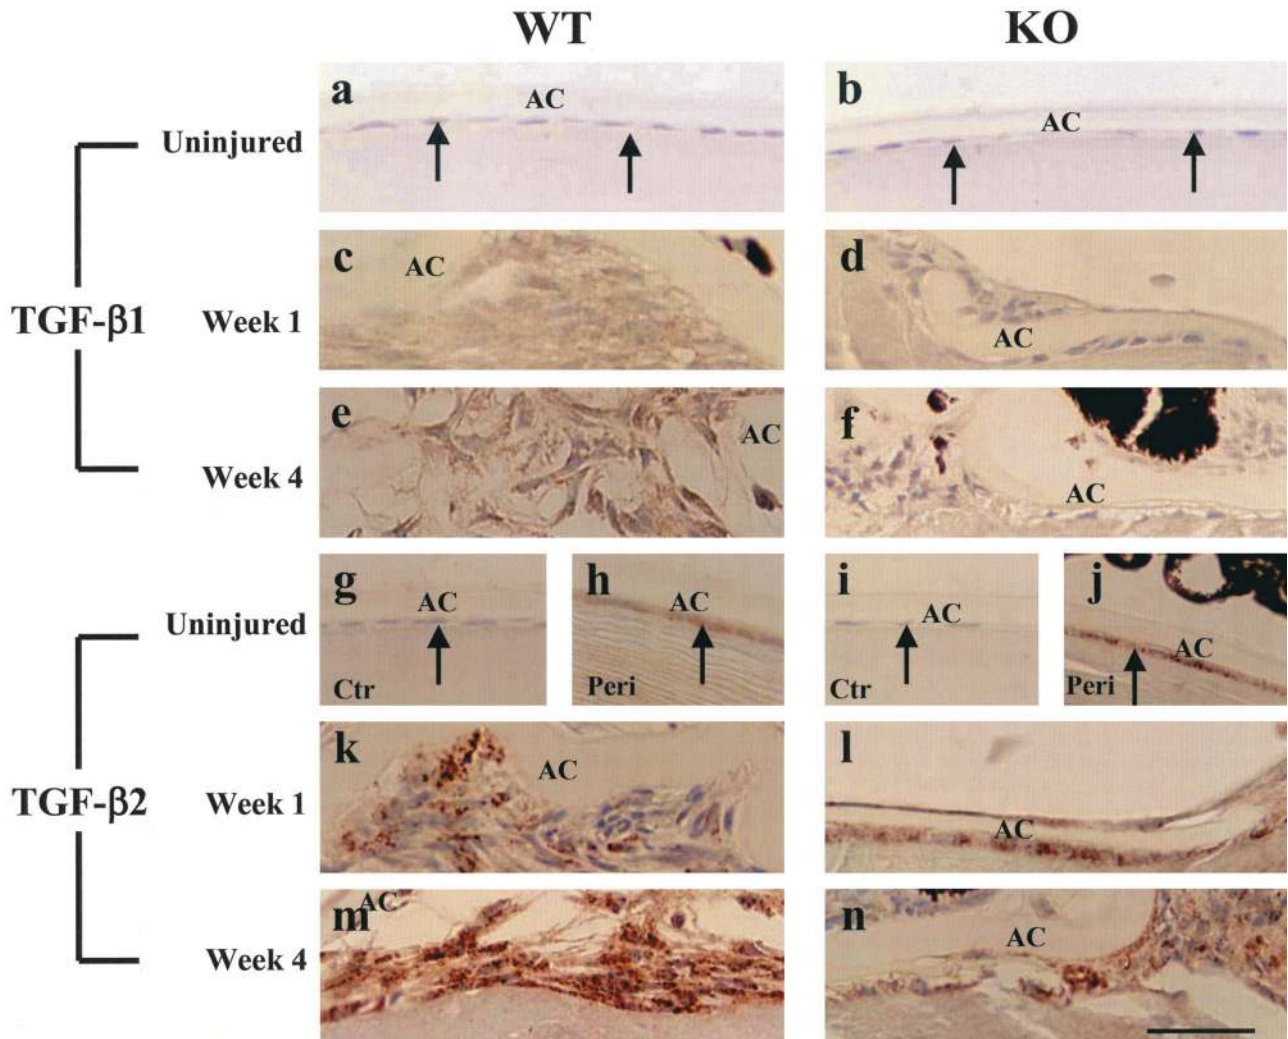 WT KO
a AC b AC
Uninjured
c AC d AC
TGF-β1 Week 1
e AC f AC
Week 4
g AC h AC i AC j AC
Uninjured
Ctr Peri Ctr Peri
k AC l AC
TGF-β2 Week 1
m AC n AC
Week 4